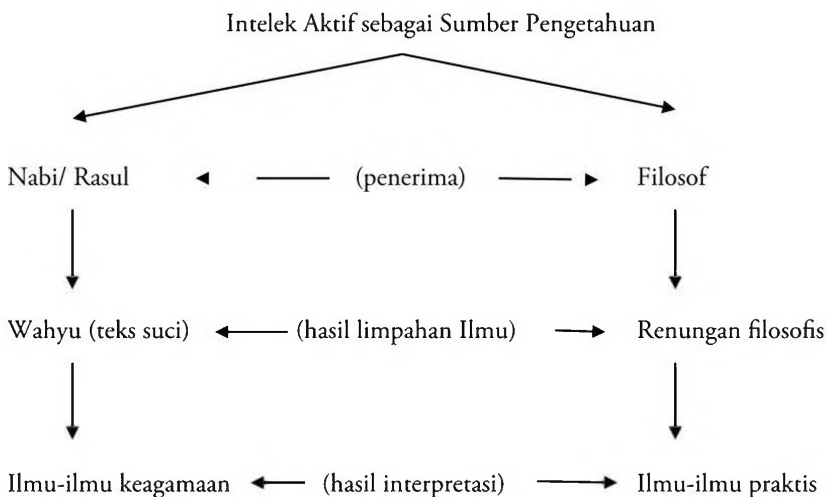 Intelek Aktif sebagai Sumber Pengetahuan
Nabi/ Rasul (penerima) Filosof
Wahyu (teks suci) (hasil limpahan Ilmu) Renungan filosofis
Ilmu-ilmu keagamaan (hasil interpretasi) Ilmu-ilmu praktis